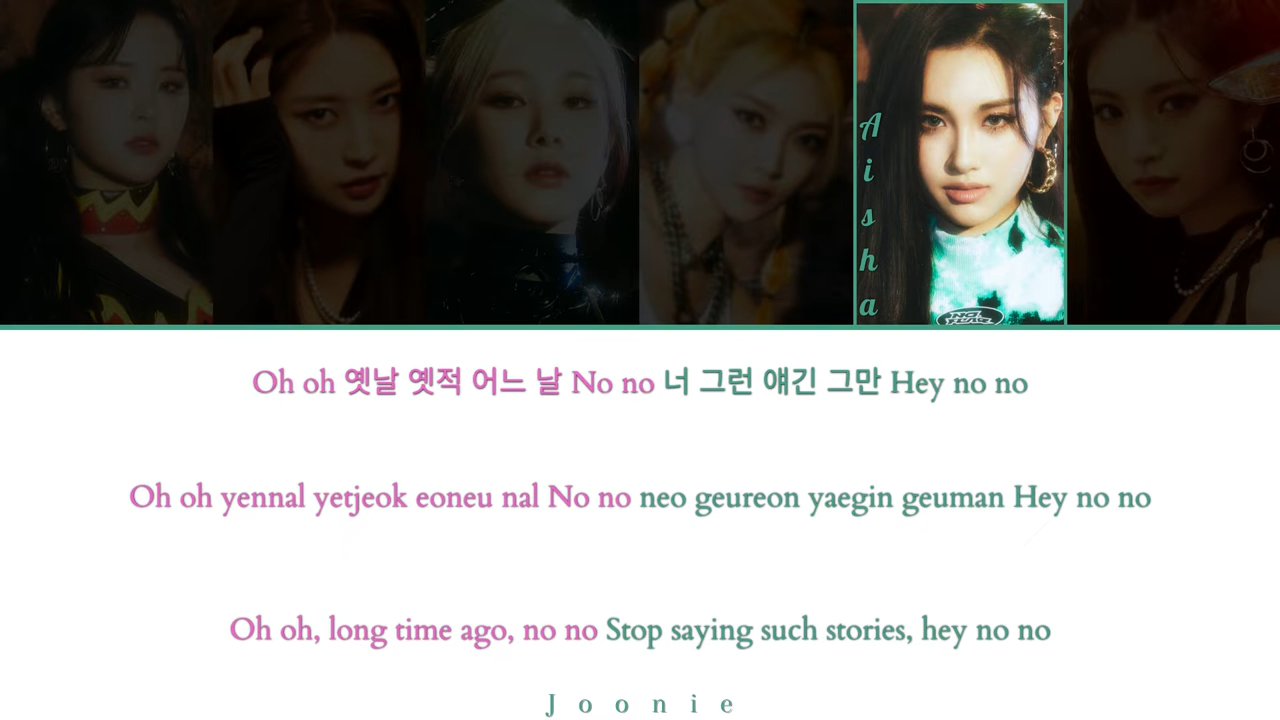 Aisha
Oh oh 옛날 옛적 어느 날 No no 너 그런 얘긴 그만 Hey no no
Oh oh yennal yetjeok eoneu nal No no neo geureon yaegin geuman Hey no no
Oh oh, long time ago, no no Stop saying such stories, hey no no
Joonie